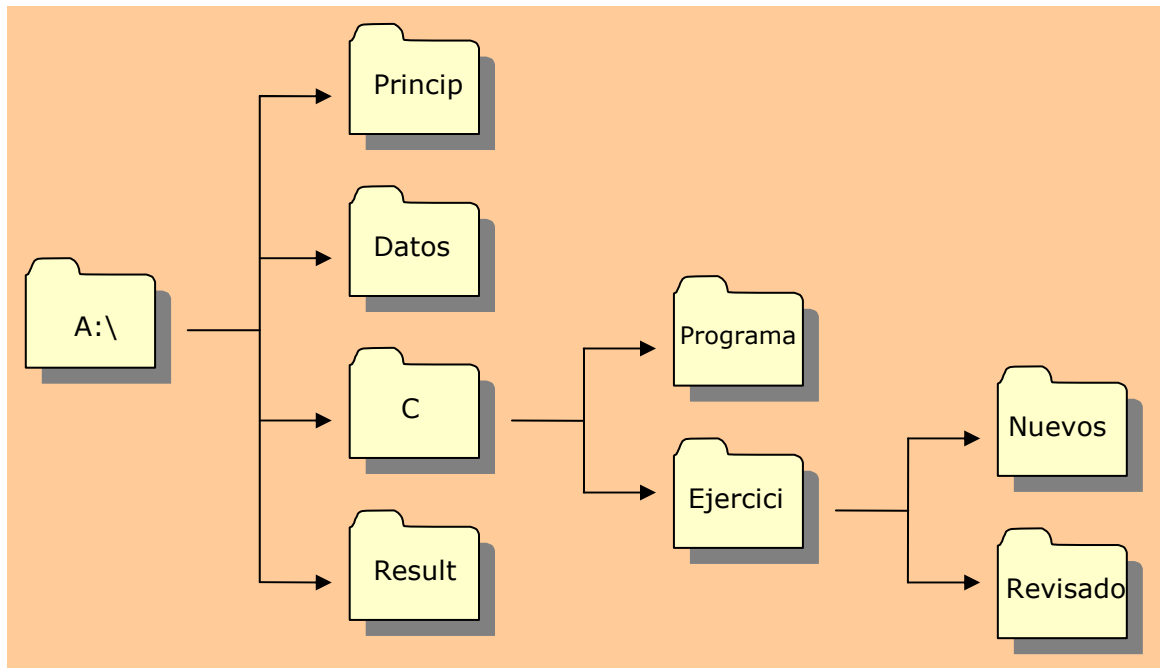 Princip
Datos
A:\
Programa
C
Nuevos
Ejercici
Result
Revisado